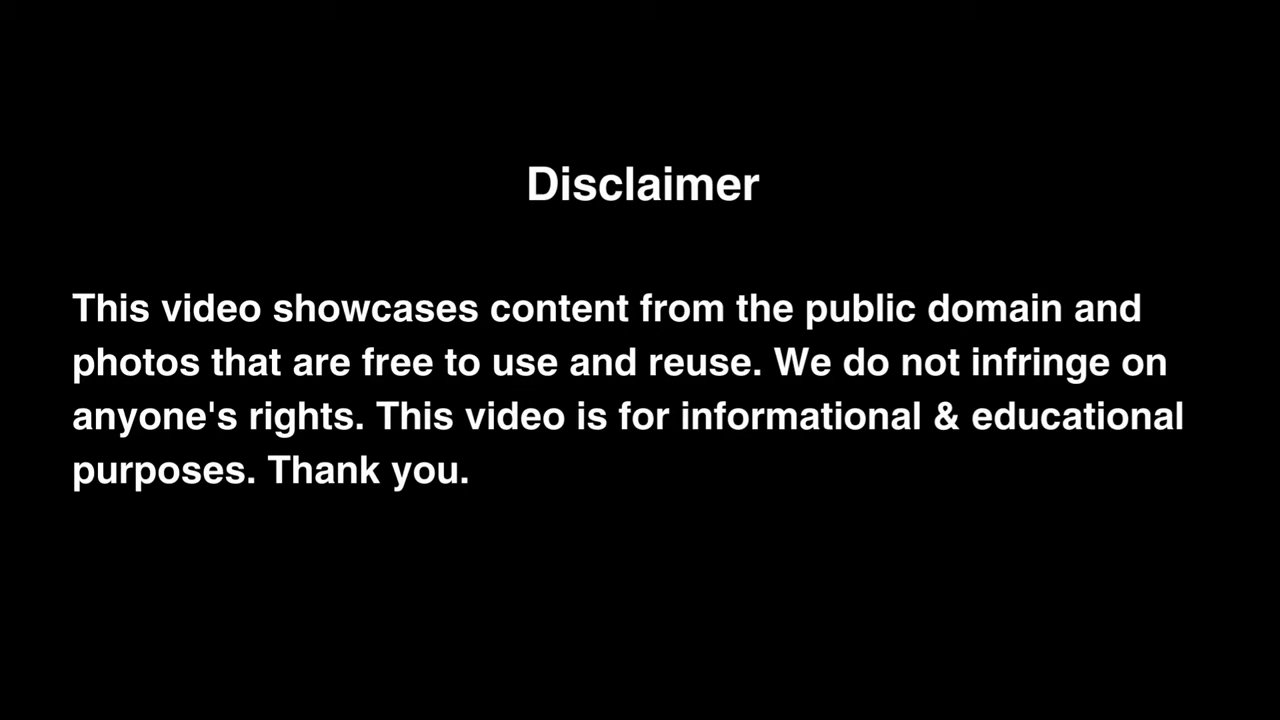 Disclaimer
This video showcases content from the public domain and
photos that are free to use and reuse. We do not infringe on
anyone's rights. This video is for informational & educational
purposes. Thank you.